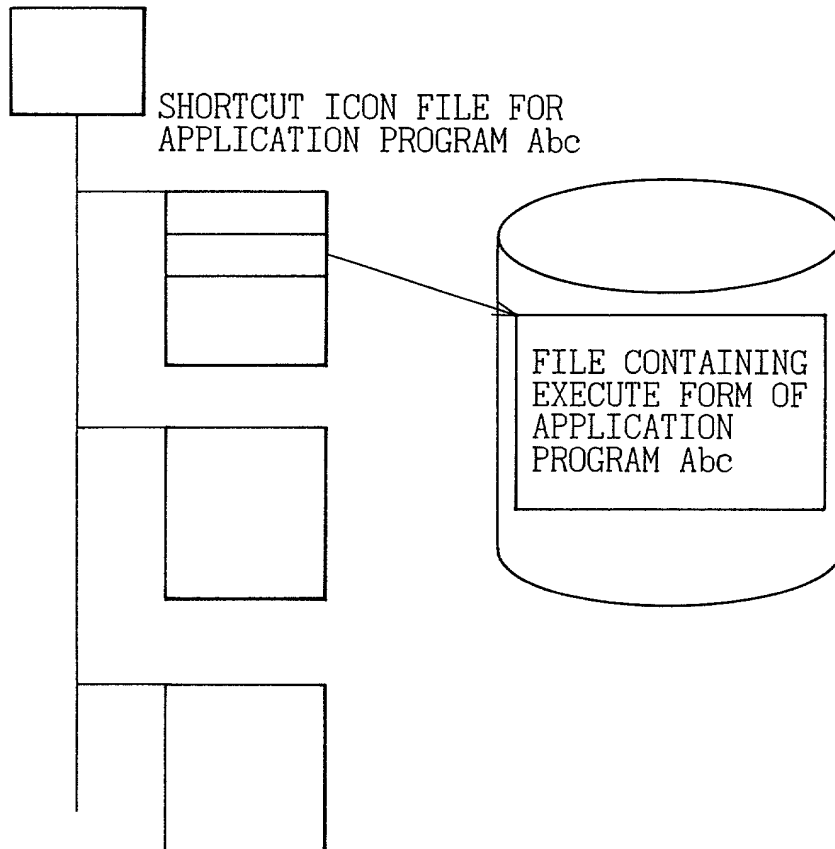 SHORTCUT ICON FILE FOR
APPLICATION PROGRAM Abc
FILE CONTAINING
EXECUTE FORM OF
APPLICATION
PROGRAM Abc